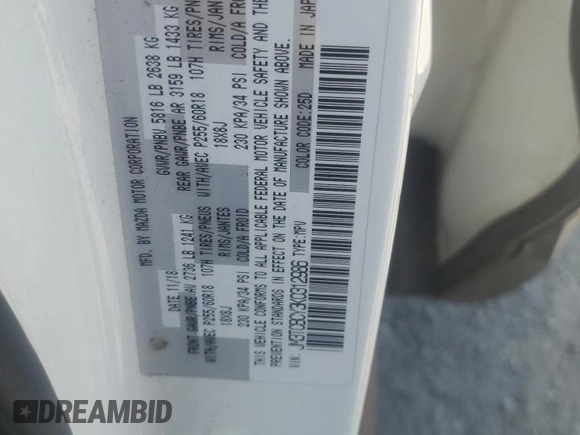 MFD. BY MAZDA MOTOR CORPORATION
DATE 11/18
GVWR/PNBV 5816 LB 2638 KG
FRONT GAWR/PNBE AV 2736 LB 1241 KG
REAR GAWR/PNBE AR 3159 LB 1433 KG
WITH/AVEC P255/60R18 107H TIRES/PNEUS
WITH/AVEC P255/60R18 107H TIRES/PN
18X8J RIMS/JANTES
18X8J RIMS/JAN
230 KPA/34 PSI COLD/A FROID
230 KPA/34 PSI COLD/A FROI
THIS VEHICLE CONFORMS TO ALL APPLICABLE FEDERAL MOTOR VEHICLE SAFETY AND THE
STANDARDS IN EFFECT ON THE DATE OF MANUFACTURE SHOWN ABOVE.
VIN: TYPE:MPV
COLOR CODE:25D MADE IN JAP
DREAMBID